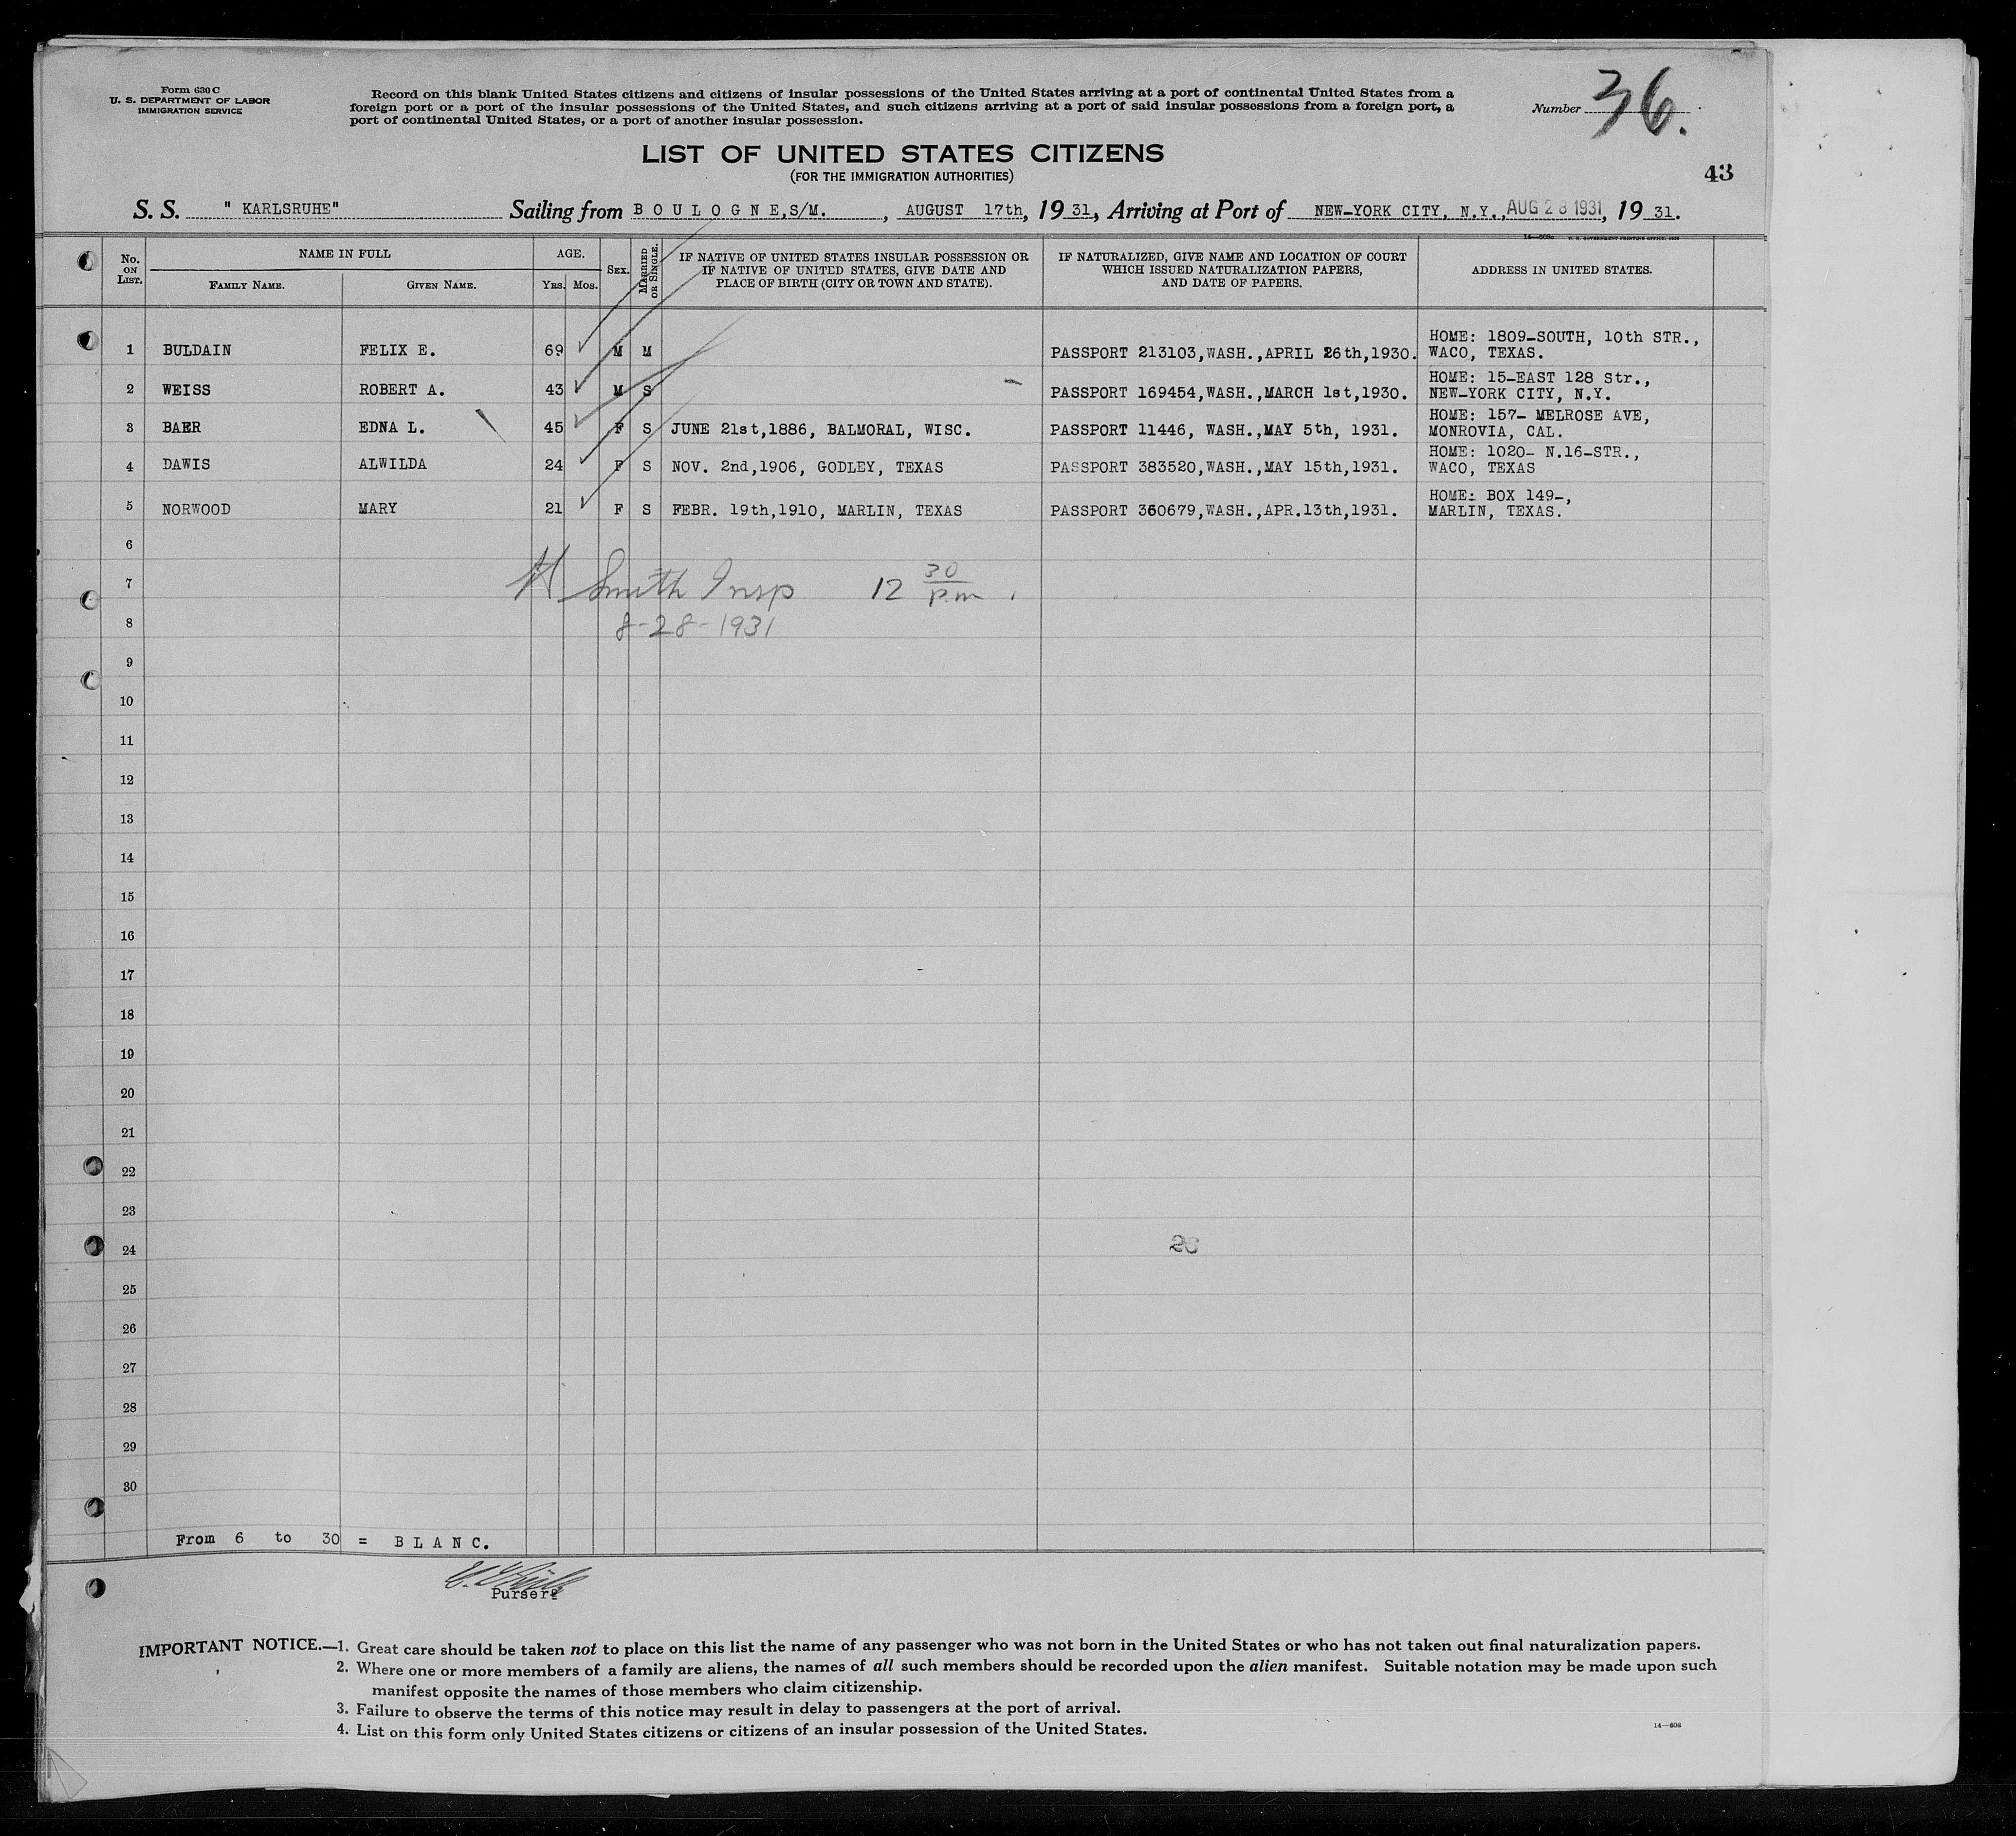 Form 630 C
U. S. DEPARTMENT OF LABOR
IMMIGRATION SERVICE
Record on this blank United States citizens and citizens of insular possessions of the United States arriving at a port of continental United States from a
foreign port or a port of the insular possessions of the United States, and such citizens arriving at a port of said insular possessions from a foreign port, a
port of continental United States, or a port of another insular possession.
Number 36.
LIST OF UNITED STATES CITIZENS
(FOR THE IMMIGRATION AUTHORITIES)
43
S. S. " KARLSRUHE" Sailing from B O U L O G N E,S/M. , AUGUST 17th, 19 31, Arriving at Port of NEW-YORK CITY, N.Y., AUG 28 1931, 19 31.
No. ON LIST. NAME IN FULL AGE. SEX. MARRIED OR SINGLE. IF NATIVE OF UNITED STATES INSULAR POSSESSION OR IF NATIVE OF UNITED STATES, GIVE DATE AND PLACE OF BIRTH (CITY OR TOWN AND STATE). IF NATURALIZED, GIVE NAME AND LOCATION OF COURT WHICH ISSUED NATURALIZATION PAPERS, AND DATE OF PAPERS. ADDRESS IN UNITED STATES.
FAMILY NAME. GIVEN NAME. YRS. MOS.
1 BULDAIN FELIX E. 69 M M PASSPORT 213103,WASH.,APRIL 26th,1930. HOME: 1809-SOUTH, 10th STR., WACO, TEXAS.
2 WEISS ROBERT A. 43 M S PASSPORT 169454,WASH.,MARCH 1st,1930. HOME: 15-EAST 128 Str., NEW-YORK CITY, N.Y.
3 BAER EDNA L. 45 F S JUNE 21st,1886, BALMORAL, WISC. PASSPORT 11446, WASH.,MAY 5th, 1931. HOME: 157- MELROSE AVE, MONROVIA, CAL.
4 DAWIS ALWILDA 24 F S NOV. 2nd,1906, GODLEY, TEXAS PASSPORT 383520,WASH.,MAY 15th,1931. HOME: 1020- N.16-STR., WACO, TEXAS
5 NORWOOD MARY 21 F S FEBR. 19th,1910, MARLIN, TEXAS PASSPORT 360679,WASH.,APR.13th,1931. HOME: BOX 149-, MARLIN, TEXAS.
6
7 Smith Insp 12 30 p.m.
8 8-28-1931
9
10
11
12
13
14
15
16
17
18
19
20
21
22
23
24
25
26
27
28
29
30
From 6 to 30 = B L A N C.
Purser
IMPORTANT NOTICE.—1. Great care should be taken not to place on this list the name of any passenger who was not born in the United States or who has not taken out final naturalization papers.
2. Where one or more members of a family are aliens, the names of all such members should be recorded upon the alien manifest. Suitable notation may be made upon such
manifest opposite the names of those members who claim citizenship.
3. Failure to observe the terms of this notice may result in delay to passengers at the port of arrival.
4. List on this form only United States citizens or citizens of an insular possession of the United States.
14—608